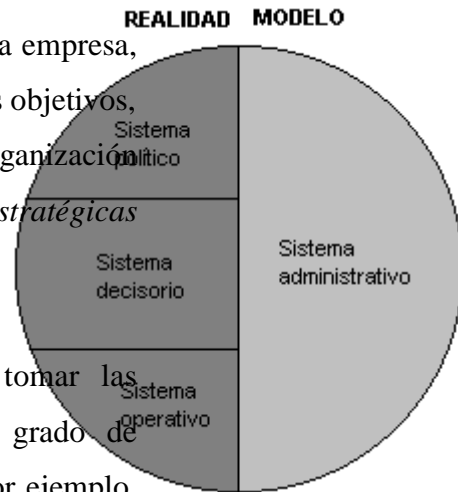 REALIDAD MODELO
a empresa,
s objetivos,
Sistema
político
ganización
stratégicas
Sistema
decisorio
Sistema
administrativo
tomar las
Sistema
operativo
grado de
or ejemplo,